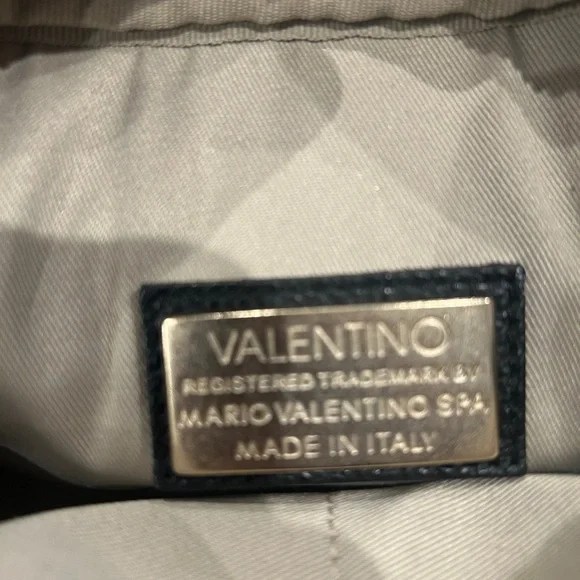 VALENTINO
REGISTERED TRADEMARK BY
MARIO VALENTINO SPA
MADE IN ITALY